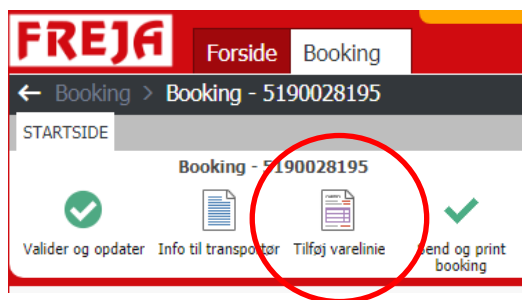 FREJA
Forside Booking
← Booking > Booking - 5190028195
STARTSIDE
Booking - 5190028195
Valider og opdater Info til transportør Tilføj varelinie Send og print
booking